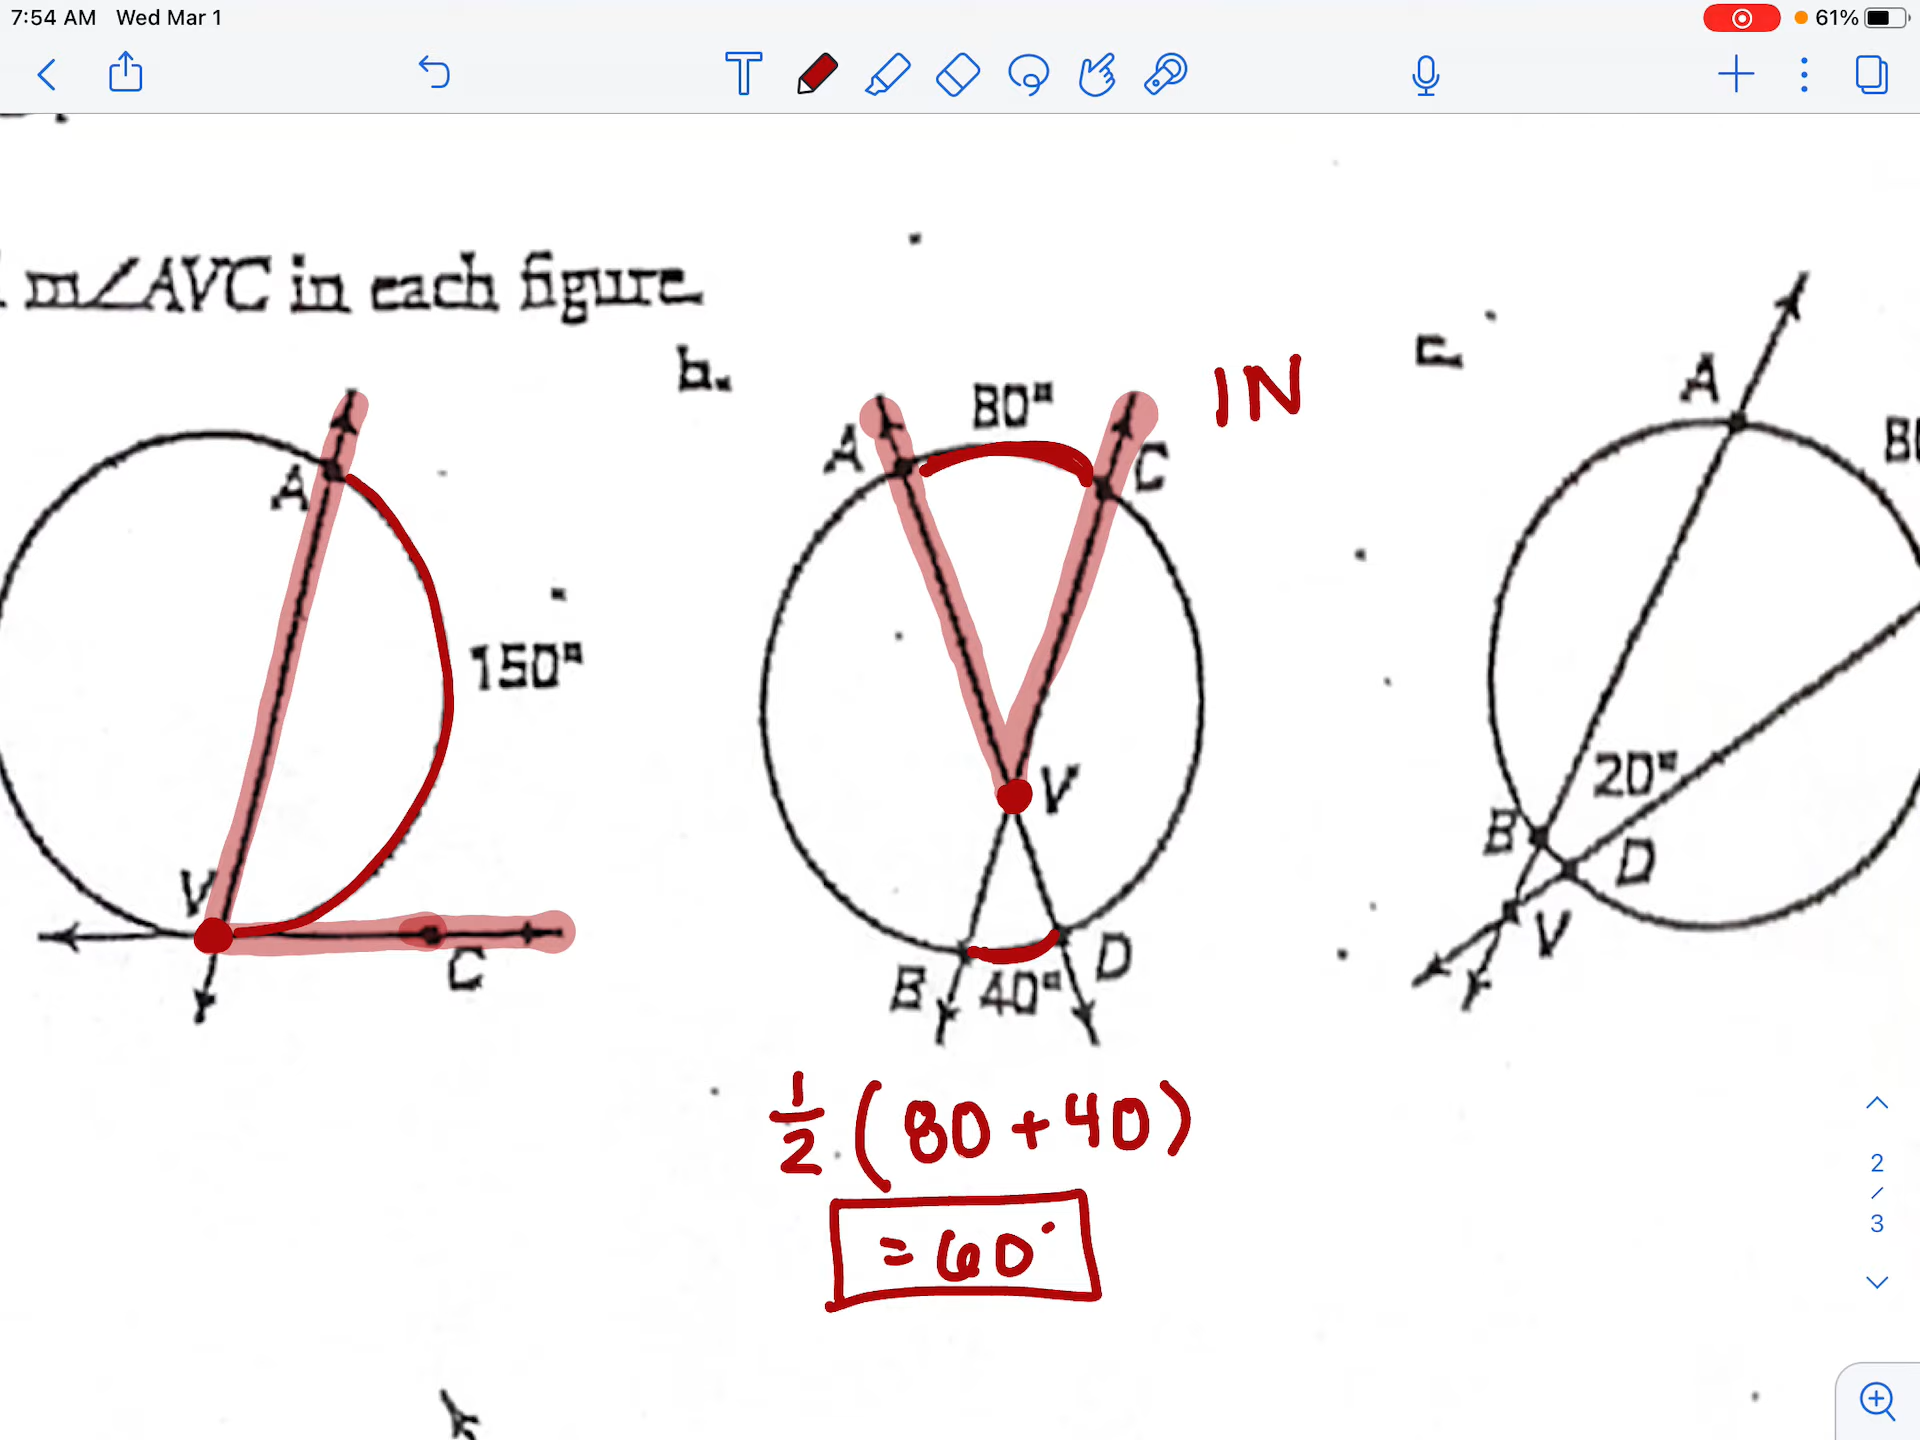 7:54 AM Wed Mar 1
61%
T
m∠AVC in each figure.
b.
IN
c.
A
80°
C
A
A
150°
V
20°
B
D
V
V
C
B
40°
D
1/2 (80+40)
= 60°
2
/
3